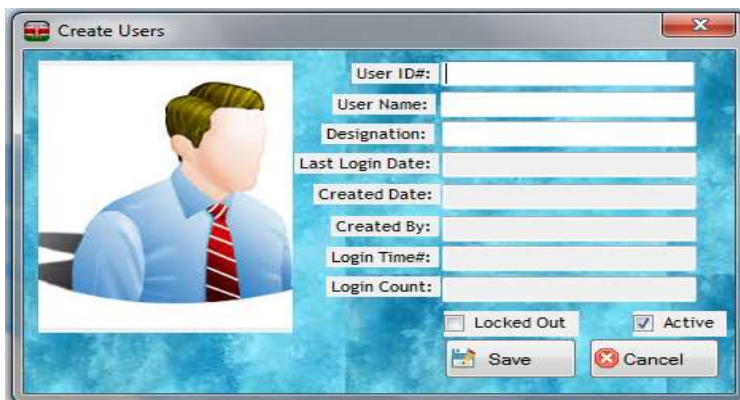 Create Users
User ID#:
User Name:
Designation:
Last Login Date:
Created Date:
Created By:
Login Time#:
Login Count:
Locked Out Active
Save Cancel